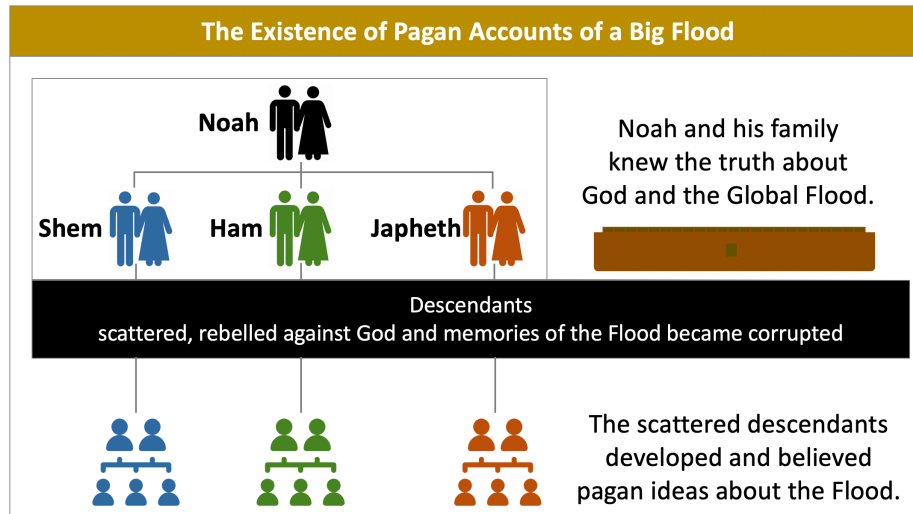 The Existence of Pagan Accounts of a Big Flood
Noah
Noah and his family
knew the truth about
God and the Global Flood.
Shem
Ham
Japheth
Descendants
scattered, rebelled against God and memories of the Flood became corrupted
The scattered descendants
developed and believed
pagan ideas about the Flood.